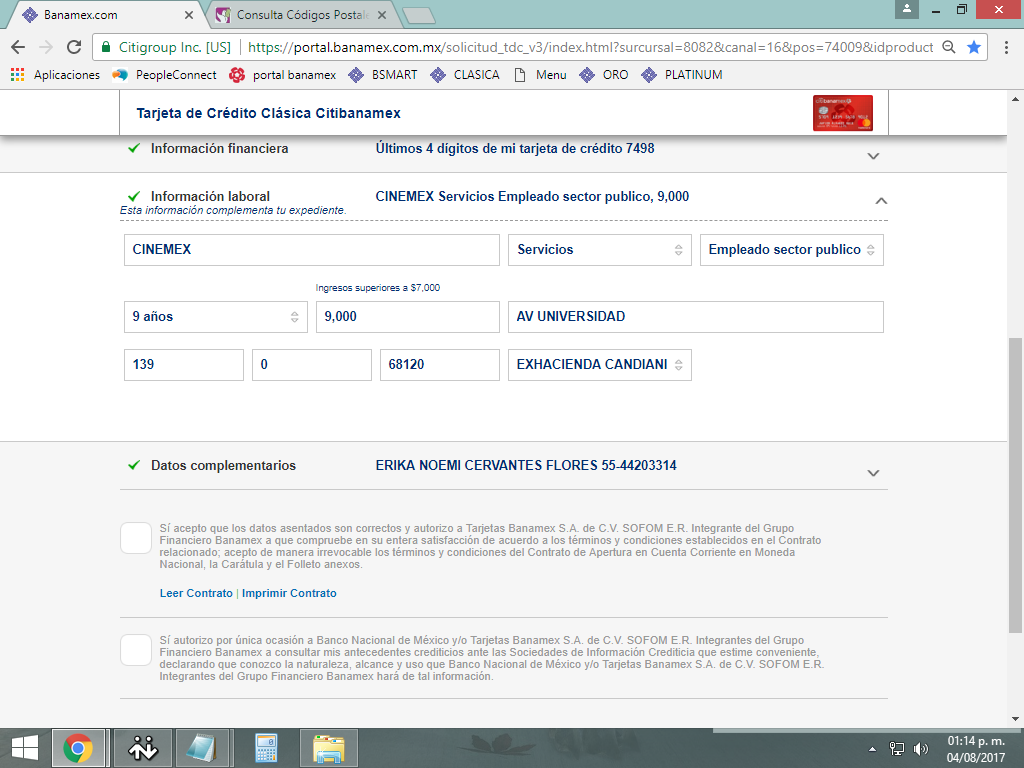 Banamex.com
Consulta Códigos Postale
Citigroup Inc. [US]
https://portal.banamex.com.mx/solicitud_tdc_v3/index.html?surcursal=8082&canal=16&pos=74009&idproduct
Aplicaciones PeopleConnect portal banamex BSMART CLASICA Menu ORO PLATINUM
Tarjeta de Crédito Clásica Citibanamex
Información financiera Últimos 4 dígitos de mi tarjeta de crédito 7498
Información laboral CINEMEX Servicios Empleado sector publico, 9,000
Esta información complementa tu expediente.
CINEMEX Servicios Empleado sector publico
Ingresos superiores a $7,000
9 años 9,000 AV UNIVERSIDAD
139 0 68120 EXHACIENDA CANDIANI
Datos complementarios ERIKA NOEMI CERVANTES FLORES 55-44203314
Sí acepto que los datos asentados son correctos y autorizo a Tarjetas Banamex S.A. de C.V. SOFOM E.R. Integrante del Grupo
Financiero Banamex a que compruebe en su entera satisfacción de acuerdo a los términos y condiciones establecidos en el Contrato
relacionado; acepto de manera irrevocable los términos y condiciones del Contrato de Apertura en Cuenta Corriente en Moneda
Nacional, la Carátula y el Folleto anexos.
Leer Contrato | Imprimir Contrato
Sí autorizo por única ocasión a Banco Nacional de México y/o Tarjetas Banamex S.A. de C.V. SOFOM E.R. Integrantes del Grupo
Financiero Banamex a consultar mis antecedentes crediticios ante las Sociedades de Información Crediticia que estime conveniente,
declarando que conozco la naturaleza, alcance y uso que Banco Nacional de México y/o Tarjetas Banamex S.A. de C.V. SOFOM E.R.
Integrantes del Grupo Financiero Banamex hará de tal información.
01:14 p. m.
04/08/2017